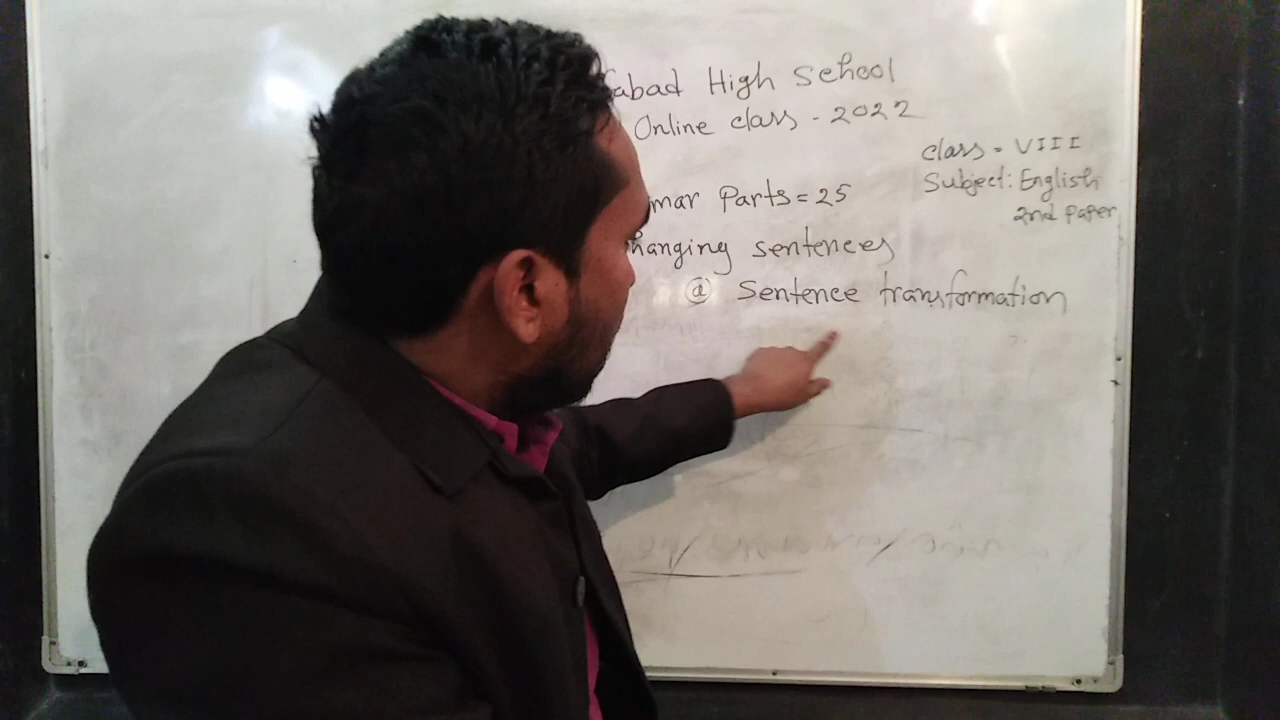 abad High School
Online class - 2022
class = VIII
Subject: English
2nd Paper
mar Parts = 25
hanging sentences
@ Sentence transformation